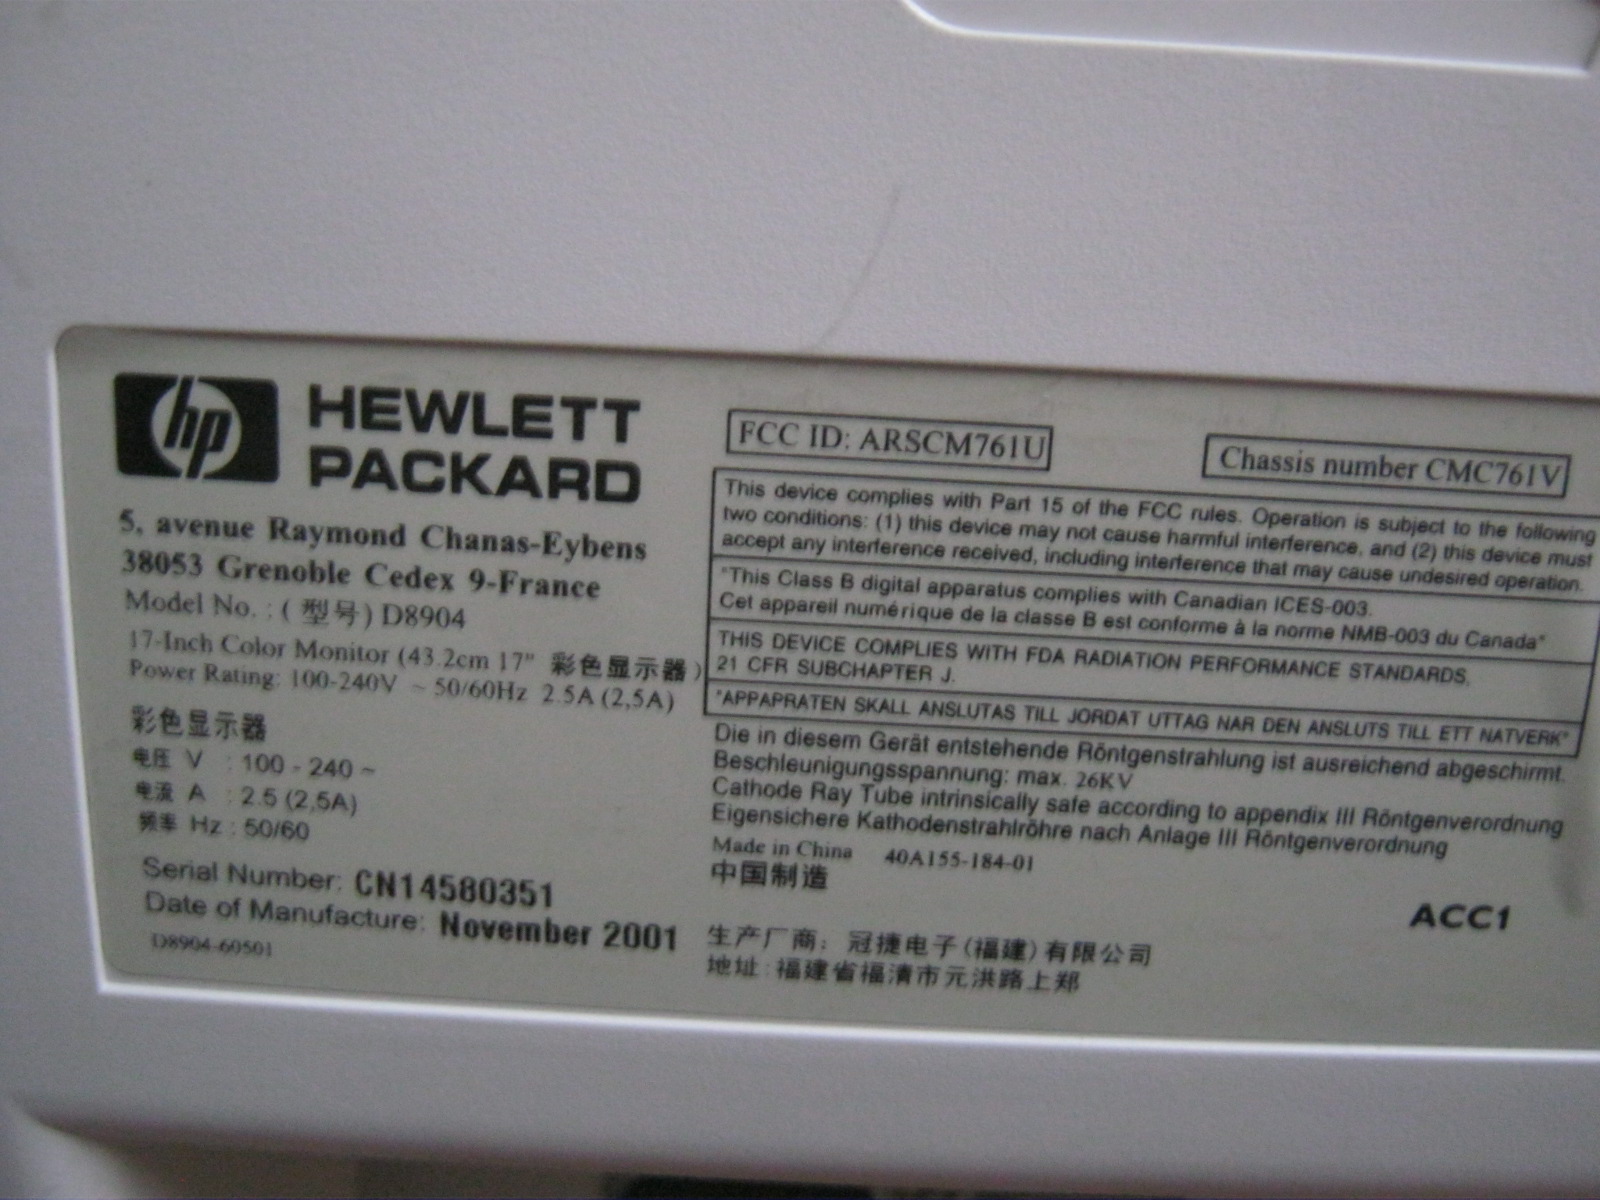 hp HEWLETT
PACKARD
5, avenue Raymond Chanas-Eybens
38053 Grenoble Cedex 9-France
Model No. : ( 型号) D8904
17-Inch Color Monitor (43.2cm 17" 彩色显示器)
Power Rating: 100-240V ~ 50/60Hz 2.5A (2,5A)
彩色显示器
电压 V : 100 - 240 ~
电流 A : 2.5 (2,5A)
频率 Hz : 50/60
Serial Number: CN14580351
Date of Manufacture: November 2001
D8904-60501
FCC ID: ARSCM761U
Chassis number CMC761V
This device complies with Part 15 of the FCC rules. Operation is subject to the following
two conditions: (1) this device may not cause harmful interference, and (2) this device must
accept any interference received, including interference that may cause undesired operation.
"This Class B digital apparatus complies with Canadian ICES-003.
Cet appareil numérique de la classe B est conforme à la norme NMB-003 du Canada"
THIS DEVICE COMPLIES WITH FDA RADIATION PERFORMANCE STANDARDS,
21 CFR SUBCHAPTER J.
"APPAPRATEN SKALL ANSLUTAS TILL JORDAT UTTAG NAR DEN ANSLUTS TILL ETT NATVERK"
Die in diesem Gerät entstehende Röntgenstrahlung ist ausreichend abgeschirmt.
Beschleunigungsspannung: max. 26KV
Cathode Ray Tube intrinsically safe according to appendix III Röntgenverordnung
Eigensichere Kathodenstrahlröhre nach Anlage III Röntgenverordnung
Made in China 40A155-184-01
中国制造
ACC1
生产厂商: 冠捷电子(福建)有限公司
地址:福建省福清市元洪路上郑